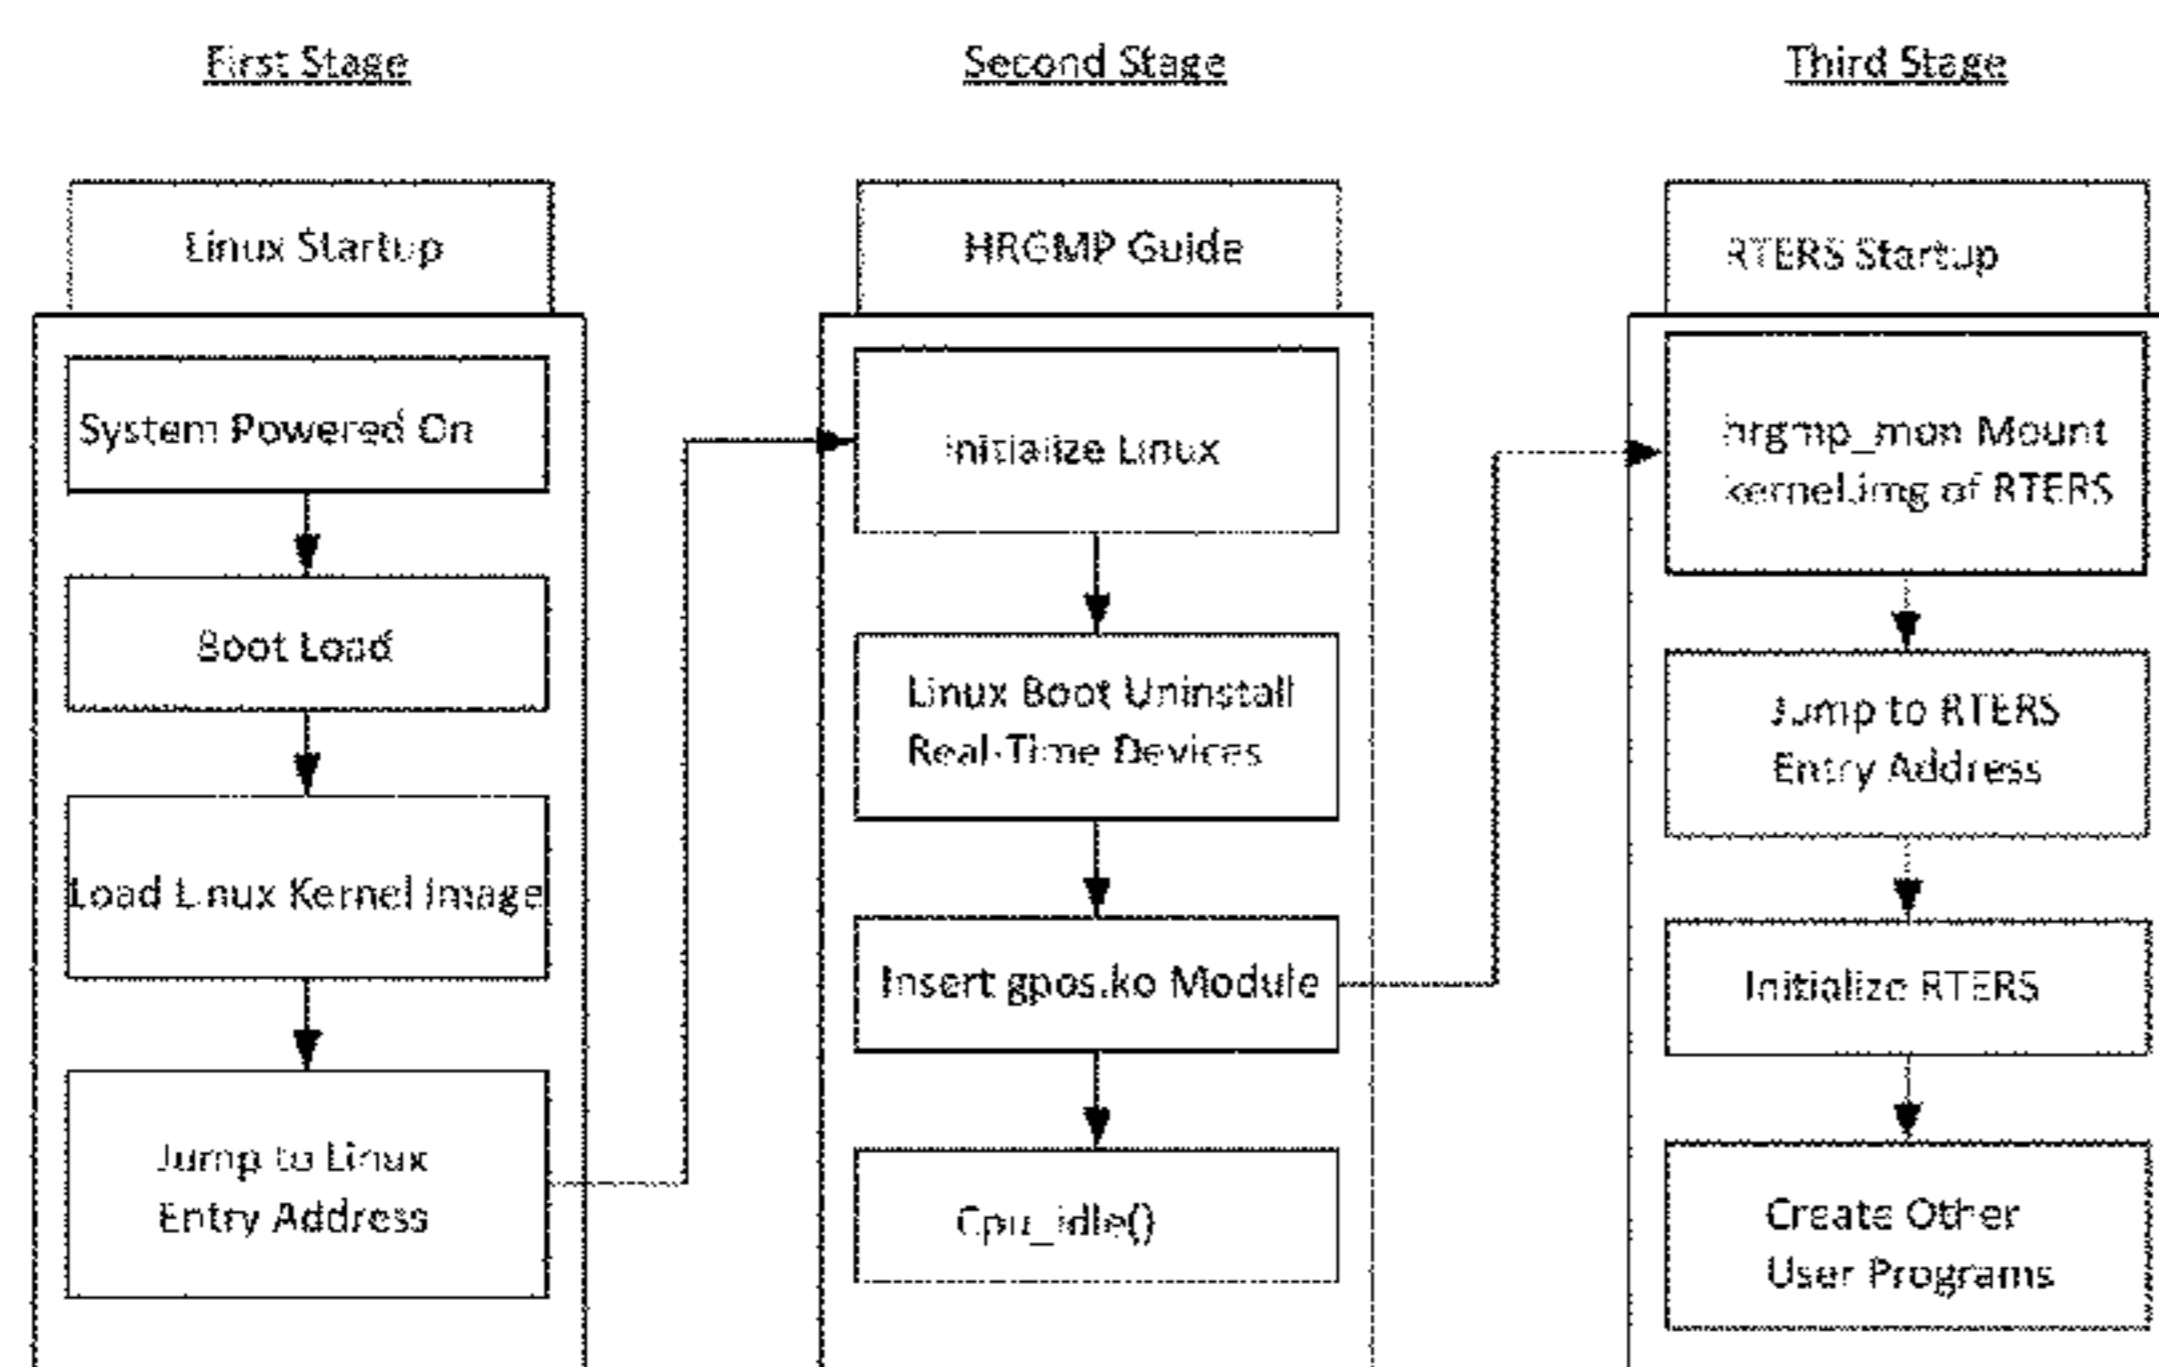 First Stage
Second Stage
Third Stage
Linux Startup
HRGMP Guide
RTERS Startup
System Powered On
Boot Load
Load Linux Kernel Image
Jump to Linux
Entry Address
Initialize Linux
Linux Boot Uninstall
Real-Time Devices
Insert gpos.ko Module
Cpu_idle()
hrgmp_mon Mount
kernel.img of RTERS
Jump to RTERS
Entry Address
Initialize RTERS
Create Other
User Programs